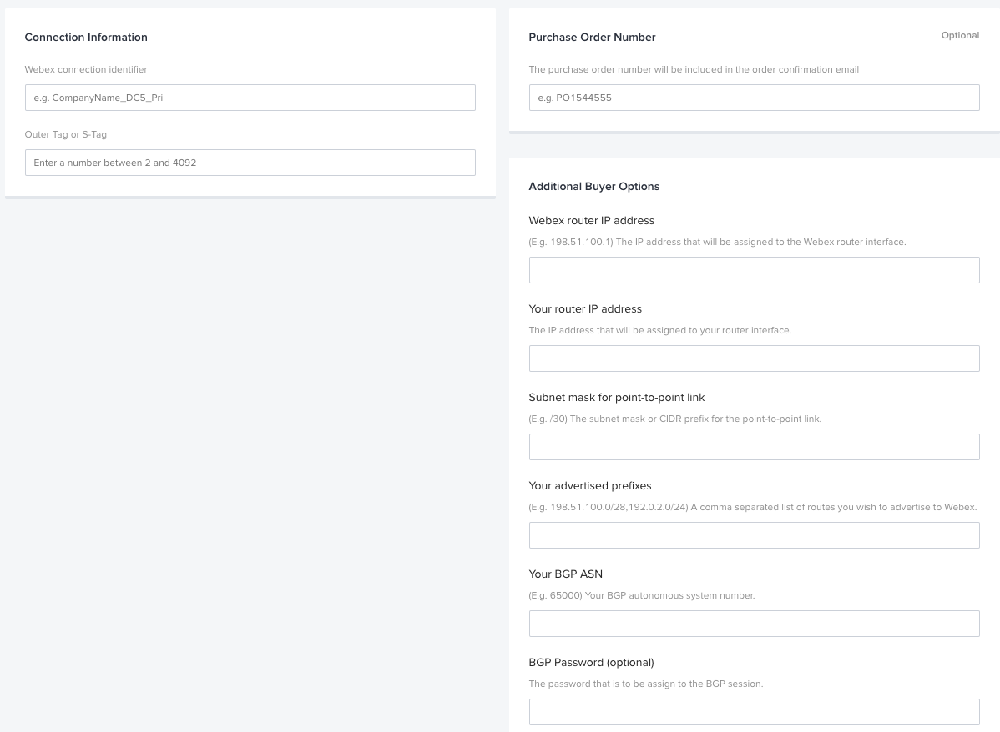 Connection Information
Webex connection identifier
e.g. CompanyName_DC5_Pri
Outer Tag or S-Tag
Enter a number between 2 and 4092
Purchase Order Number
Optional
The purchase order number will be included in the order confirmation email
e.g. PO1544555
Additional Buyer Options
Webex router IP address
(E.g. 198.51.100.1) The IP address that will be assigned to the Webex router interface.
Your router IP address
The IP address that will be assigned to your router interface.
Subnet mask for point-to-point link
(E.g. /30) The subnet mask or CIDR prefix for the point-to-point link.
Your advertised prefixes
(E.g. 198.51.100.0/28,192.0.2.0/24) A comma separated list of routes you wish to advertise to Webex.
Your BGP ASN
(E.g. 65000) Your BGP autonomous system number.
BGP Password (optional)
The password that is to be assign to the BGP session.